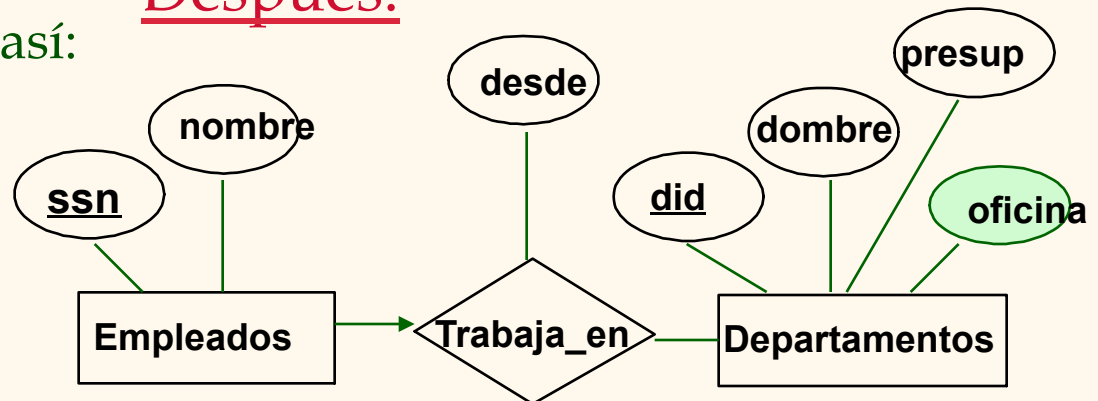 Después:
así:
presup
desde
nombre
dombre
ssn
did
oficina
Empleados
Trabaja_en
Departamentos